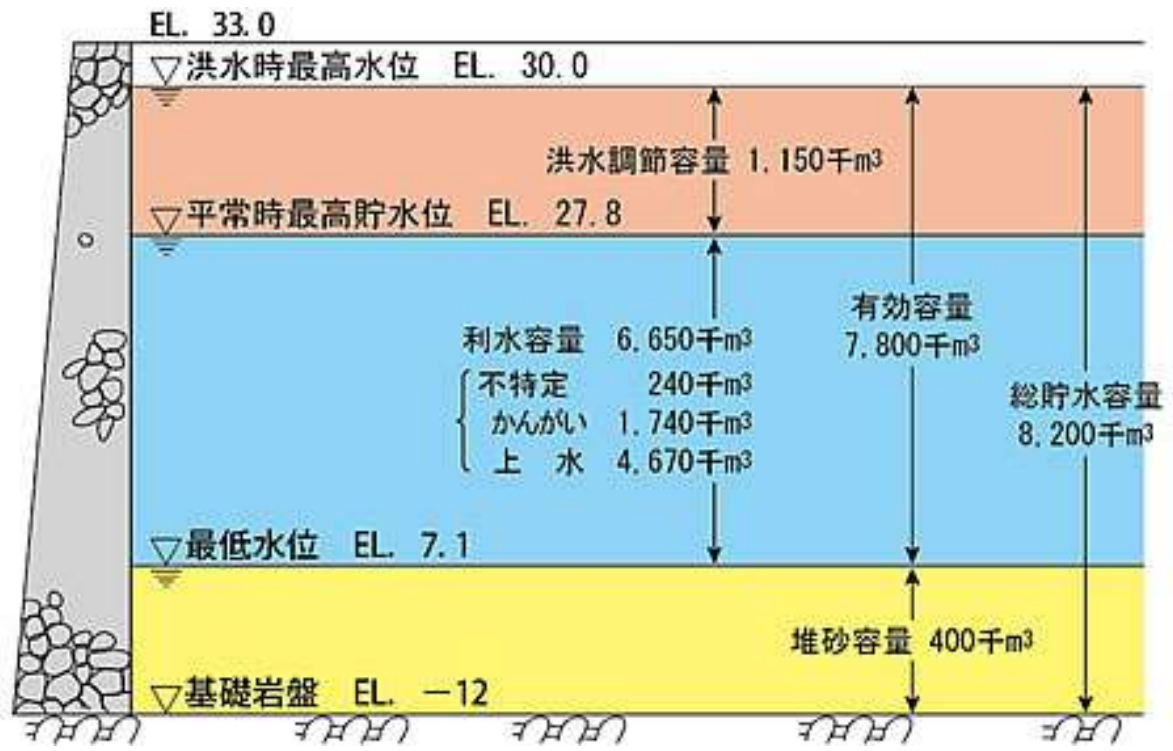 EL. 33.0
洪水時最高水位 EL. 30.0
洪水調節容量 1,150千m³
平常時最高貯水位 EL. 27.8
利水容量 6,650千m³
不特定 240千m³
かんがい 1,740千m³
上 水 4,670千m³
有効容量
7,800千m³
総貯水容量
8,200千m³
最低水位 EL. 7.1
堆砂容量 400千m³
基礎岩盤 EL. －12